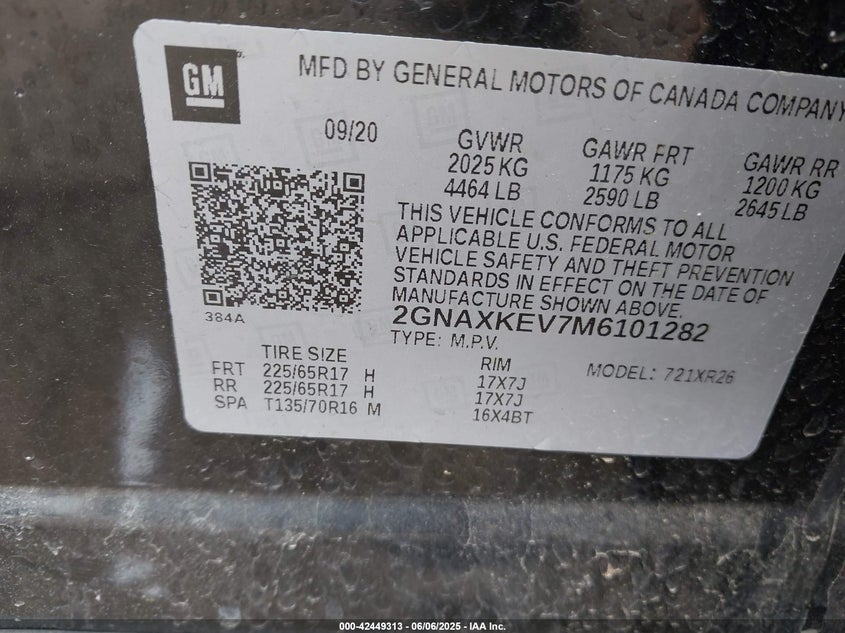 GM
MFD BY GENERAL MOTORS OF CANADA COMPANY
09/20
GVWR
2025 KG
4464 LB
GAWR FRT
1175 KG
2590 LB
GAWR RR
1200 KG
2645 LB
THIS VEHICLE CONFORMS TO ALL
APPLICABLE U.S. FEDERAL MOTOR
VEHICLE SAFETY AND THEFT PREVENTION
STANDARDS IN EFFECT ON THE DATE OF
MANUFACTURE SHOWN ABOVE.
2GNAXKEV7M6101282
TYPE: M.P.V.
384A
TIRE SIZE RIM
FRT 225/65R17 H 17X7J
RR 225/65R17 H 17X7J
SPA T135/70R16 M 16X4BT
MODEL: 721XR26
000-42449313 - 06/06/2025 - IAA Inc.